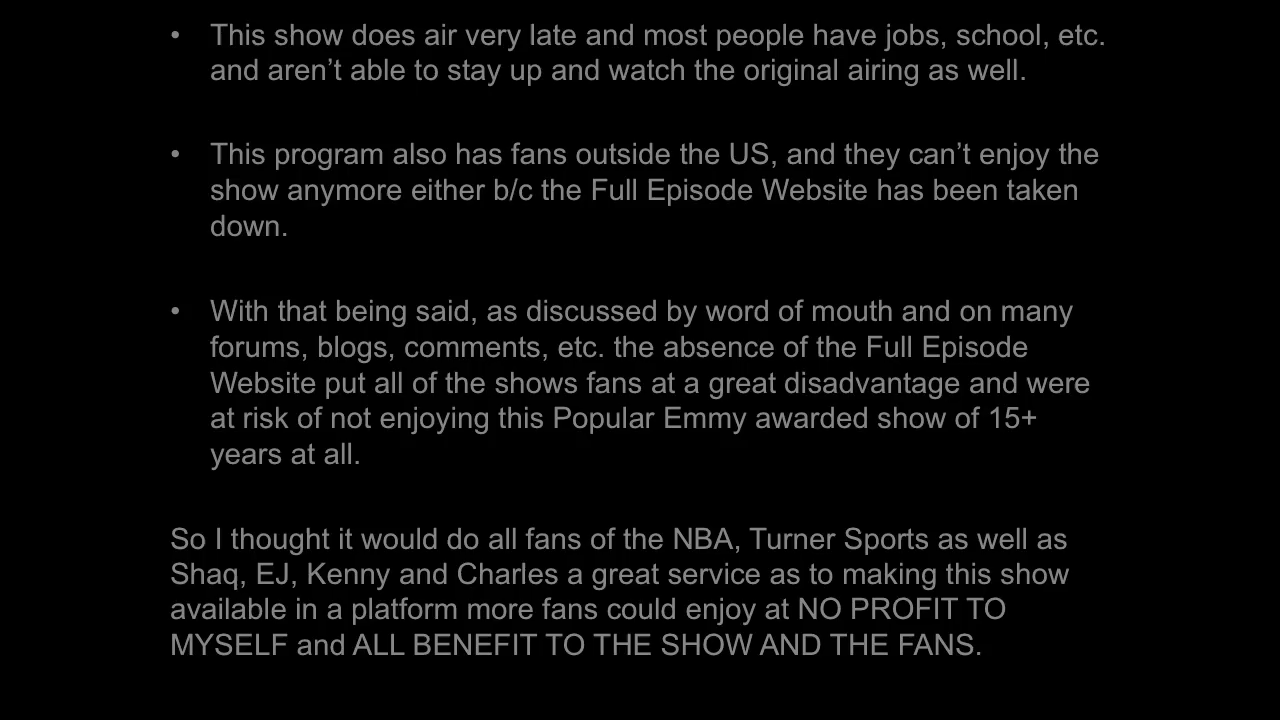 • This show does air very late and most people have jobs, school, etc.
and aren’t able to stay up and watch the original airing as well.
• This program also has fans outside the US, and they can’t enjoy the
show anymore either b/c the Full Episode Website has been taken
down.
• With that being said, as discussed by word of mouth and on many
forums, blogs, comments, etc. the absence of the Full Episode
Website put all of the shows fans at a great disadvantage and were
at risk of not enjoying this Popular Emmy awarded show of 15+
years at all.
So I thought it would do all fans of the NBA, Turner Sports as well as
Shaq, EJ, Kenny and Charles a great service as to making this show
available in a platform more fans could enjoy at NO PROFIT TO
MYSELF and ALL BENEFIT TO THE SHOW AND THE FANS.